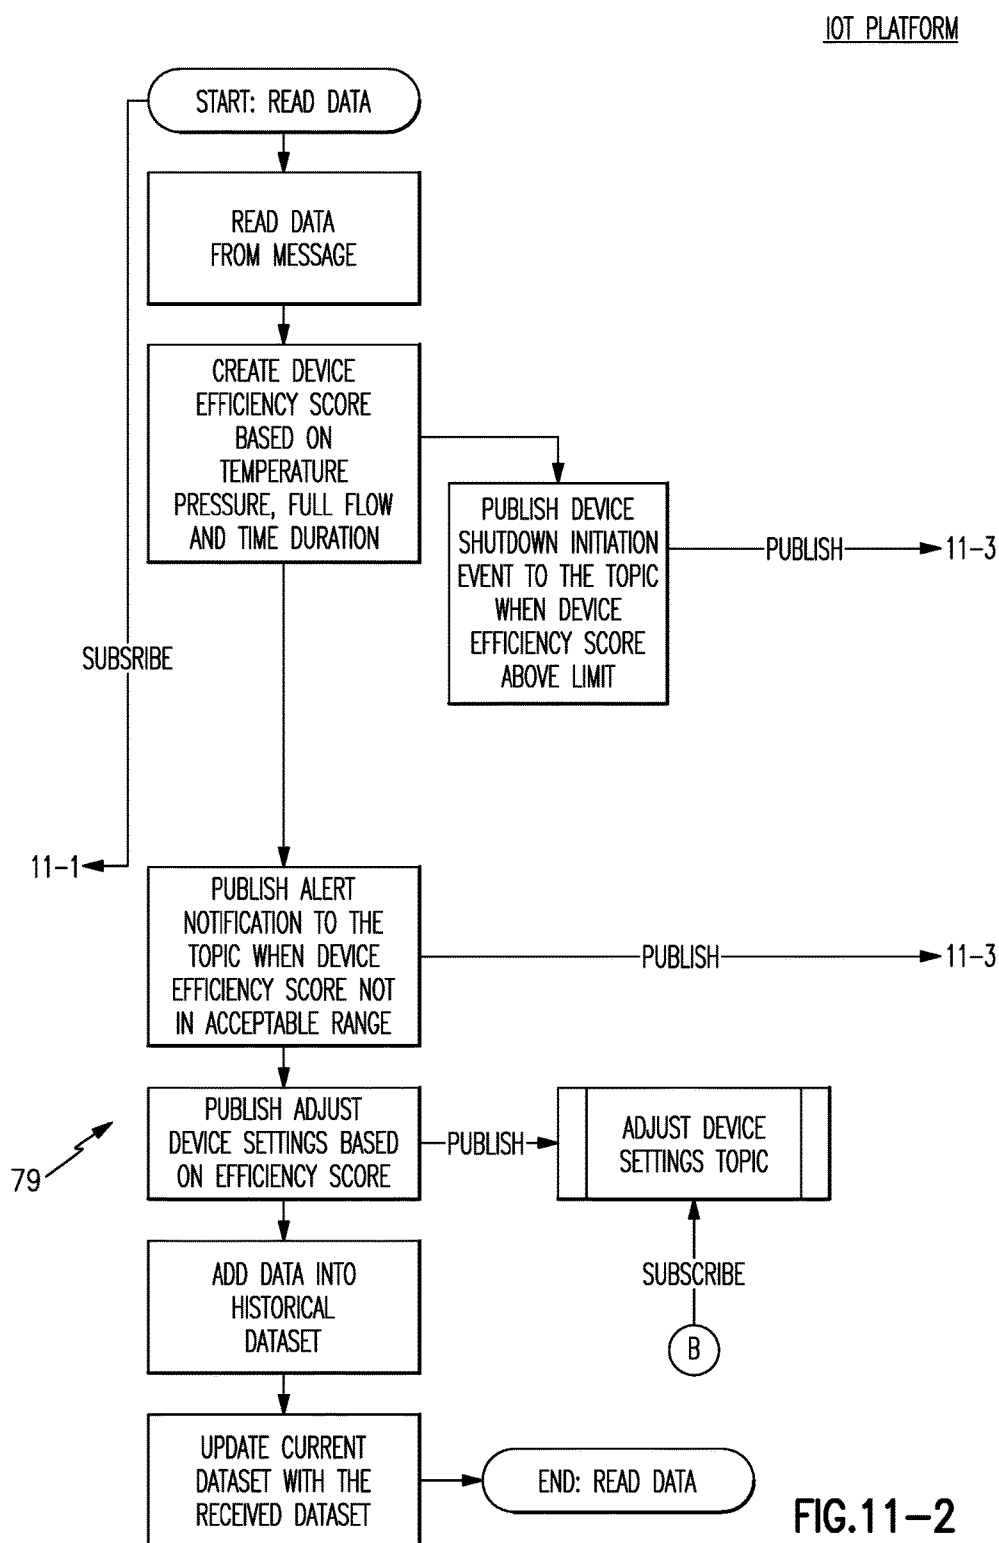 IOT PLATFORM
START: READ DATA
READ DATA
FROM MESSAGE
CREATE DEVICE
EFFICIENCY SCORE
BASED ON
TEMPERATURE
PRESSURE, FULL FLOW
AND TIME DURATION
PUBLISH DEVICE
SHUTDOWN INITIATION
EVENT TO THE TOPIC
WHEN DEVICE
EFFICIENCY SCORE
ABOVE LIMIT
PUBLISH
11-3
SUBSRIBE
11-1
PUBLISH ALERT
NOTIFICATION TO THE
TOPIC WHEN DEVICE
EFFICIENCY SCORE NOT
IN ACCEPTABLE RANGE
PUBLISH
11-3
79
PUBLISH ADJUST
DEVICE SETTINGS BASED
ON EFFICIENCY SCORE
PUBLISH
ADJUST DEVICE
SETTINGS TOPIC
SUBSCRIBE
B
ADD DATA INTO
HISTORICAL
DATASET
UPDATE CURRENT
DATASET WITH THE
RECEIVED DATASET
END: READ DATA
FIG.11-2